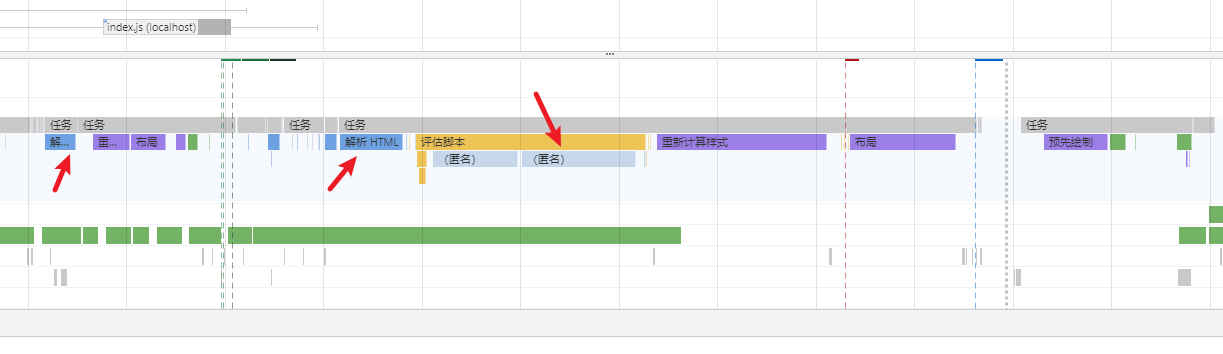 index.js (localhost)
任务 任务 任务 任务 任务
解... 重... 布局 解析 HTML 评估脚本 重新计算样式 布局 预先绘制
（匿名） （匿名）